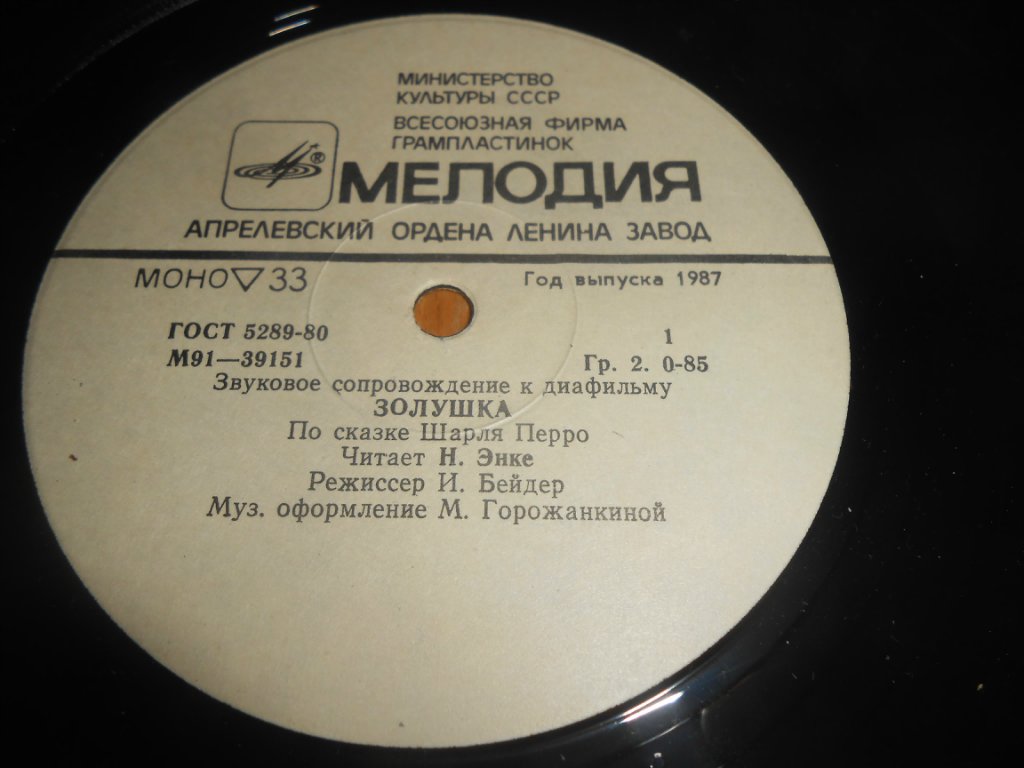 МИНИСТЕРСТВО
КУЛЬТУРЫ СССР
ВСЕСОЮЗНАЯ ФИРМА
ГРАМПЛАСТИНОК
®
МЕЛОДИЯ
АПРЕЛЕВСКИЙ ОРДЕНА ЛЕНИНА ЗАВОД
МОНО ▽ 33 Год выпуска 1987
ГОСТ 5289-80 1
М91—39151 Гр. 2. 0-85
Звуковое сопровождение к диафильму
ЗОЛУШКА
По сказке Шарля Перро
Читает Н. Энке
Режиссер И. Бейдер
Муз. оформление М. Горожанкиной